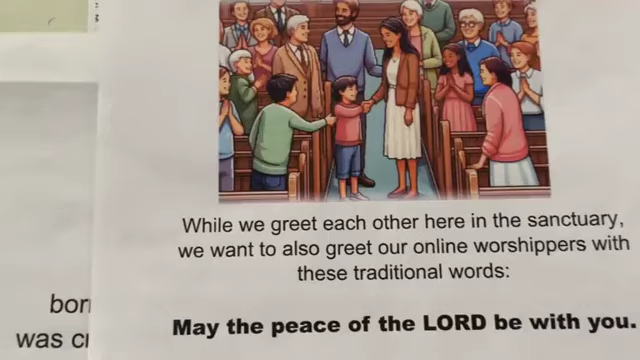 While we greet each other here in the sanctuary,
we want to also greet our online worshippers with
these traditional words:
May the peace of the LORD be with you.
was